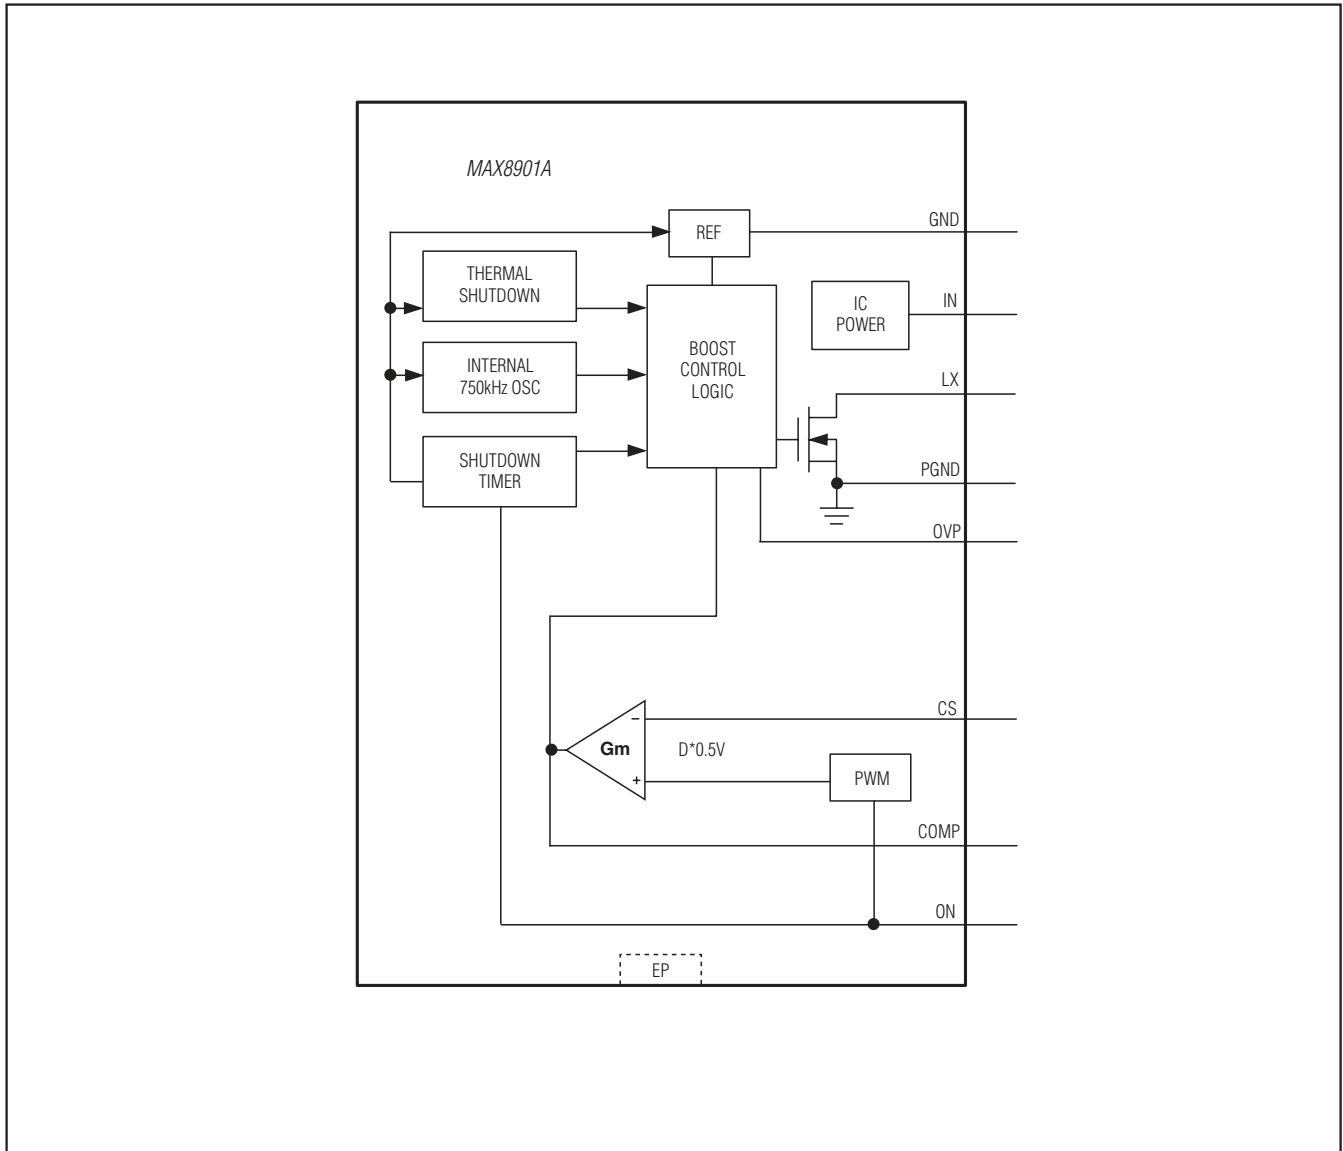 MAX8901A
REF
GND
THERMAL
SHUTDOWN
IC
POWER
IN
INTERNAL
750kHz OSC
BOOST
CONTROL
LOGIC
LX
SHUTDOWN
TIMER
PGND
OVP
CS
−
Gm
D*0.5V
+
PWM
COMP
ON
EP